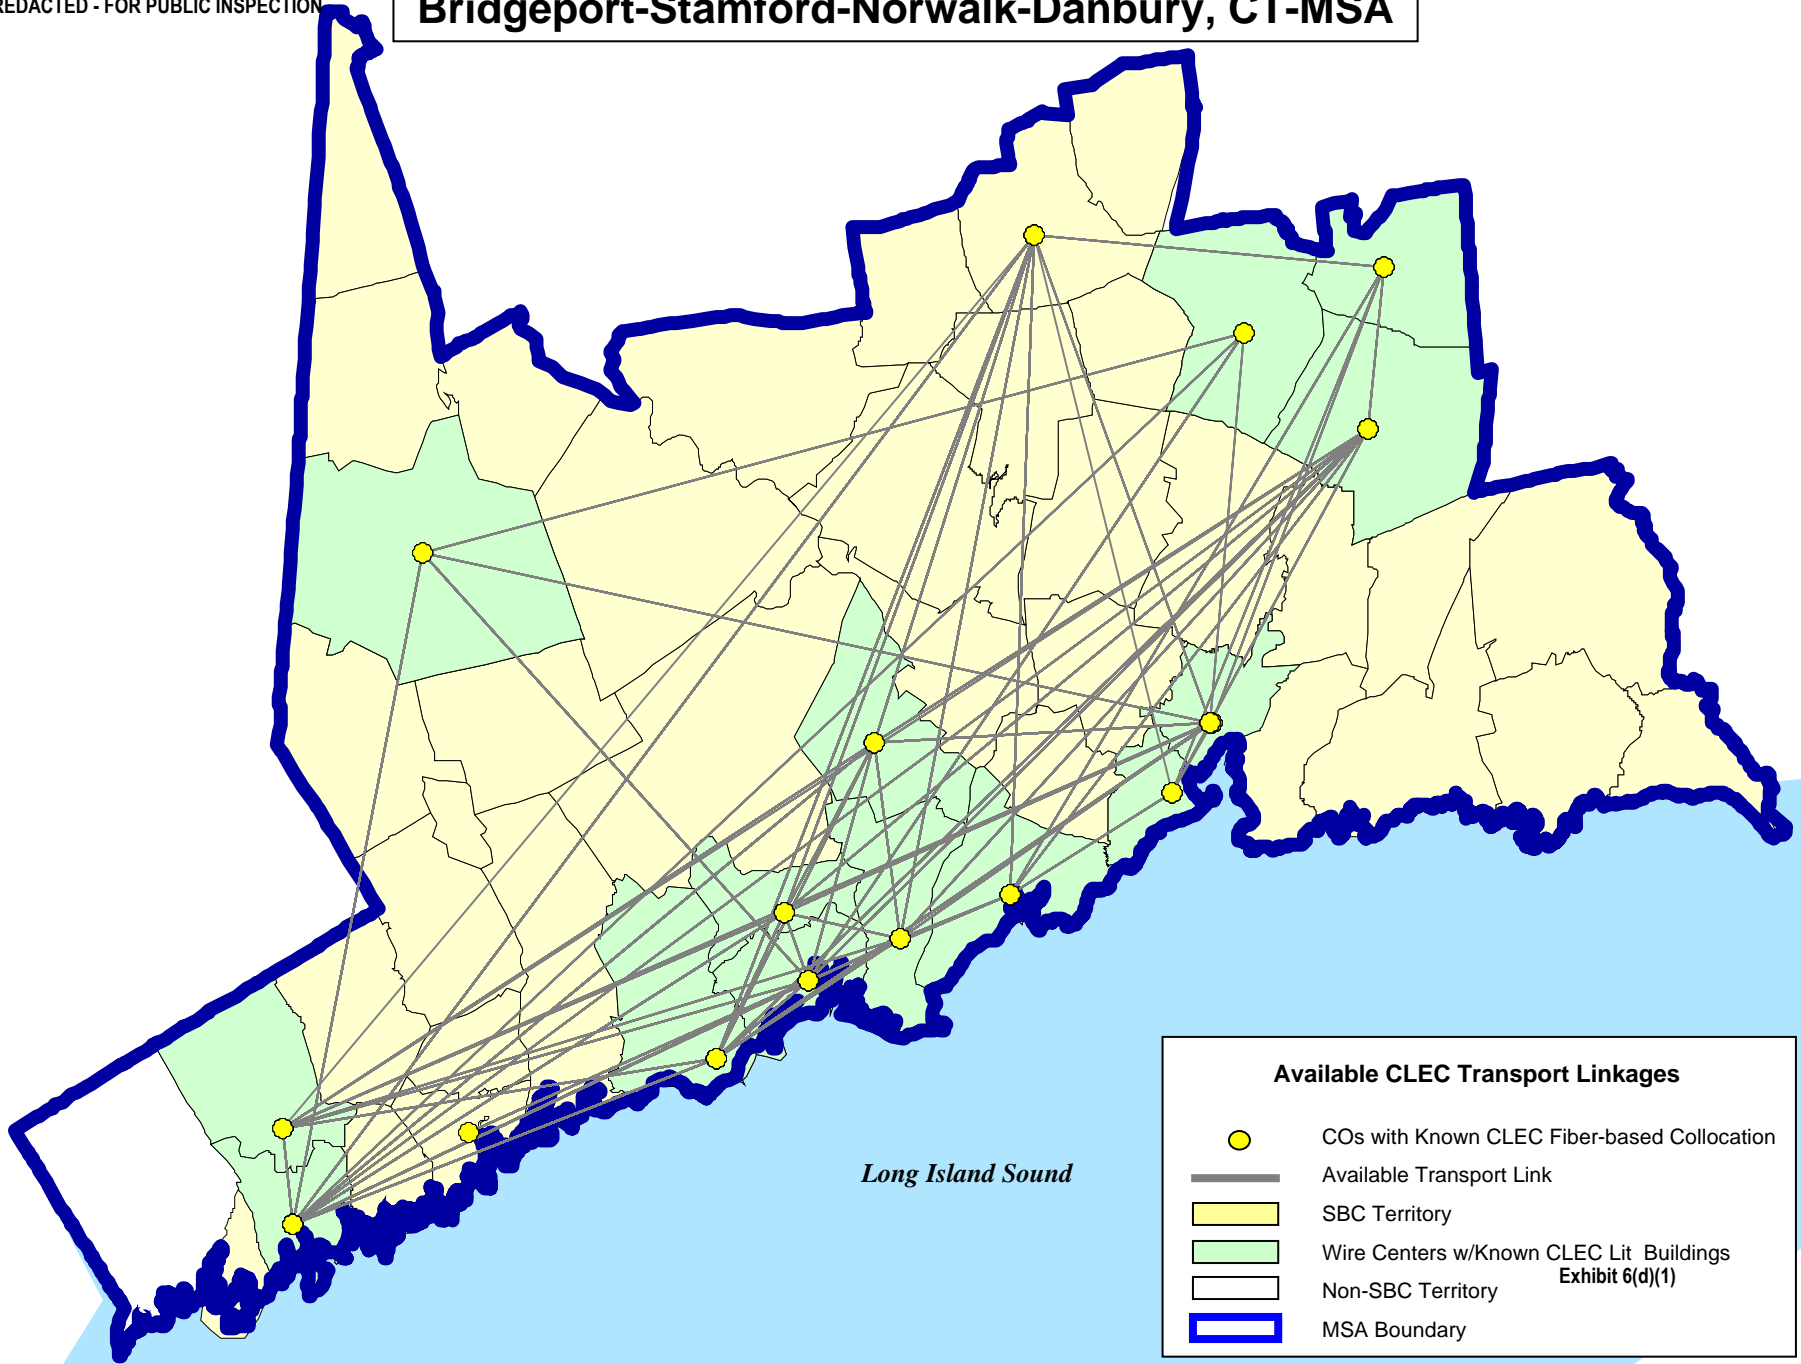 REDACTED - FOR PUBLIC INSPECTION
Bridgeport-Stamford-Norwalk-Danbury, CT-MSA
Long Island Sound
Available CLEC Transport Linkages
COs with Known CLEC Fiber-based Collocation
Available Transport Link
SBC Territory
Wire Centers w/Known CLEC Lit Buildings
Exhibit 6(d)(1)
Non-SBC Territory
MSA Boundary